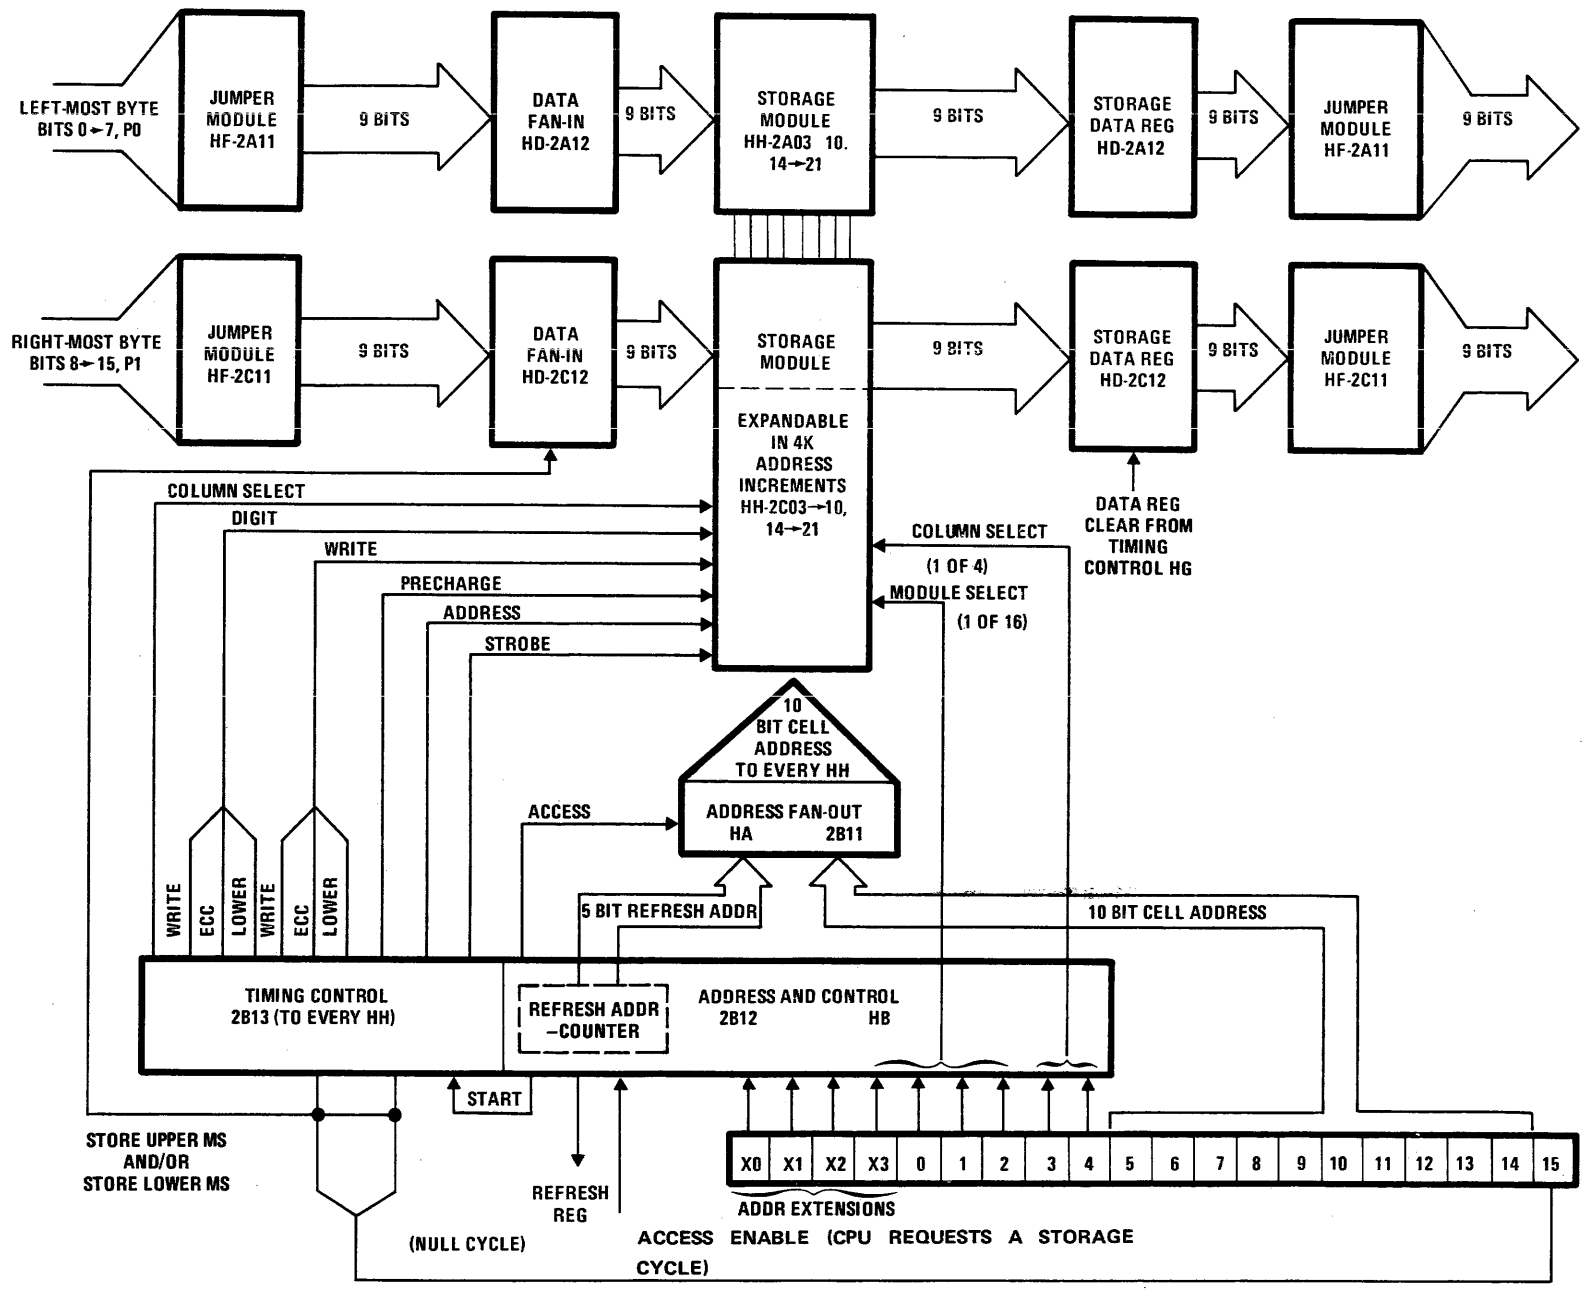 LEFT-MOST BYTE
BITS 0→7, P0
JUMPER
MODULE
HF-2A11
9 BITS
DATA
FAN-IN
HD-2A12
9 BITS
STORAGE
MODULE
HH-2A03 10.
14→21
9 BITS
STORAGE
DATA REG
HD-2A12
9 BITS
JUMPER
MODULE
HF-2A11
9 BITS
RIGHT-MOST BYTE
BITS 8→15, P1
JUMPER
MODULE
HF-2C11
9 BITS
DATA
FAN-IN
HD-2C12
9 BITS
STORAGE
MODULE
EXPANDABLE
IN 4K
ADDRESS
INCREMENTS
HH-2C03→10,
14→21
9 BITS
STORAGE
DATA REG
HD-2C12
9 BITS
JUMPER
MODULE
HF-2C11
9 BITS
COLUMN SELECT
DIGIT
WRITE
PRECHARGE
ADDRESS
STROBE
COLUMN SELECT
(1 OF 4)
MODULE SELECT
(1 OF 16)
DATA REG
CLEAR FROM
TIMING
CONTROL HG
10
BIT CELL
ADDRESS
TO EVERY HH
ADDRESS FAN-OUT
HA 2B11
ACCESS
WRITE
ECC
LOWER
WRITE
ECC
LOWER
5 BIT REFRESH ADDR
10 BIT CELL ADDRESS
TIMING CONTROL
2B13 (TO EVERY HH)
REFRESH ADDR
-COUNTER
ADDRESS AND CONTROL
2B12 HB
START
STORE UPPER MS
AND/OR
STORE LOWER MS
REFRESH
REG
X0 X1 X2 X3 0 1 2 3 4 5 6 7 8 9 10 11 12 13 14 15
ADDR EXTENSIONS
(NULL CYCLE)
ACCESS ENABLE (CPU REQUESTS A STORAGE
CYCLE)